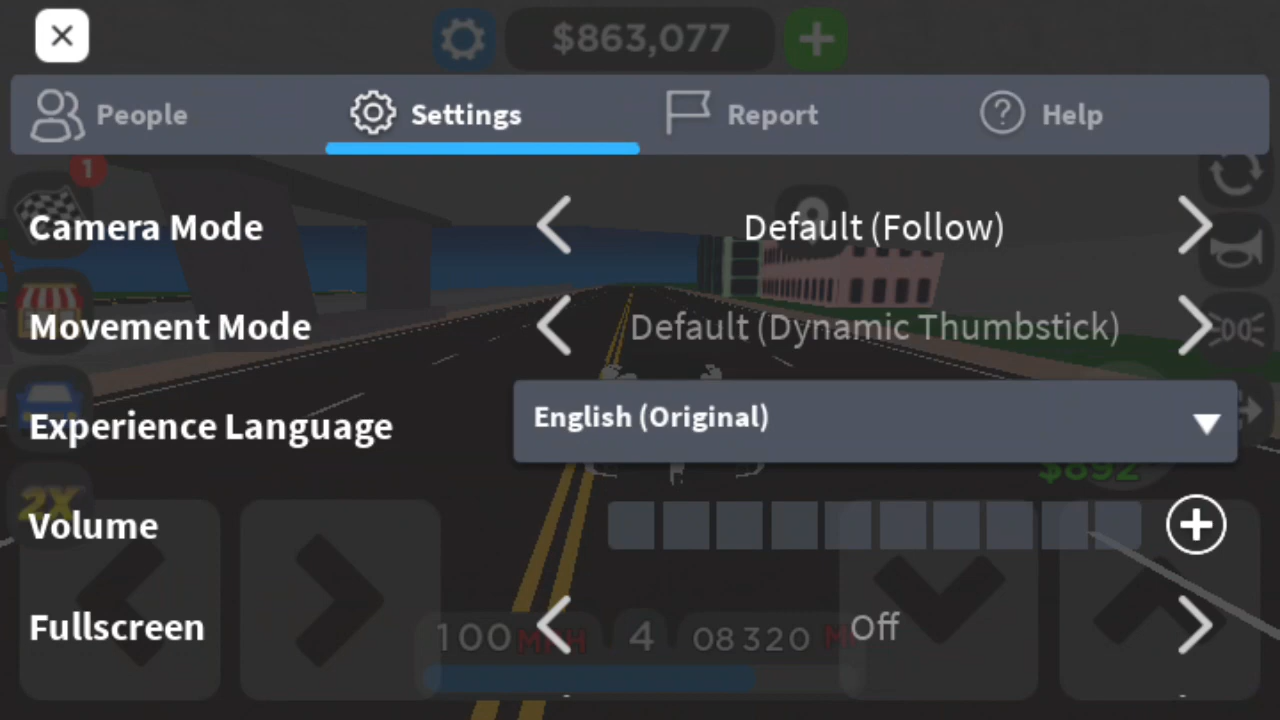 $863,077
People
Settings
Report
Help
1
Camera Mode
Default (Follow)
Movement Mode
Default (Dynamic Thumbstick)
Experience Language
English (Original)
$892
2X
Volume
Fullscreen
Off
100 MPH
4
08320